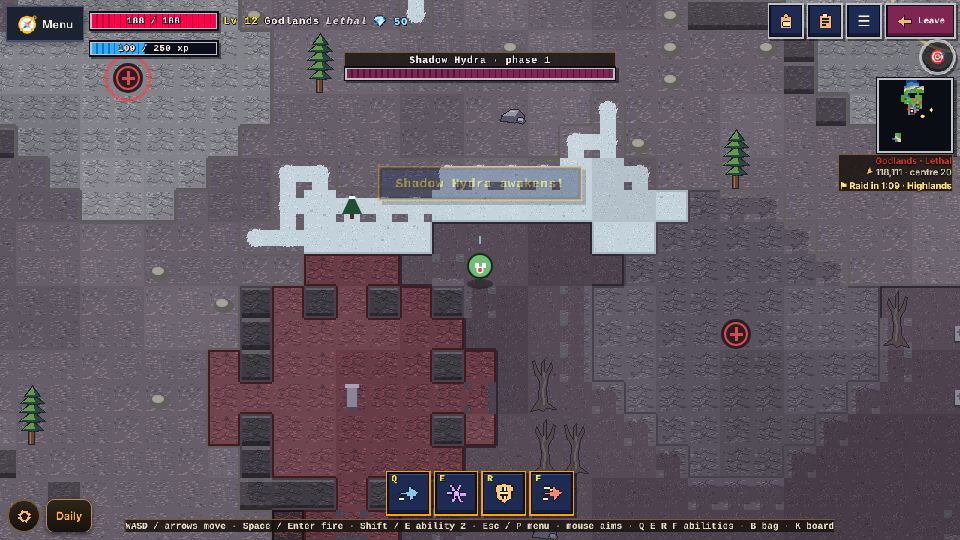 Menu
188 / 188
Lv 12 Godlands Lethal 50
109 / 250 xp
Leave
Shadow Hydra · phase 1
Shadow Hydra awakens!
Godlands · Lethal
118,111 · centre 20
Raid in 1:09 · Highlands
Q
E
R
F
Daily
WASD / arrows move · Space / Enter fire · Shift / E ability 2 · Esc / P menu · mouse aims · Q E R F abilities · B bag · K board